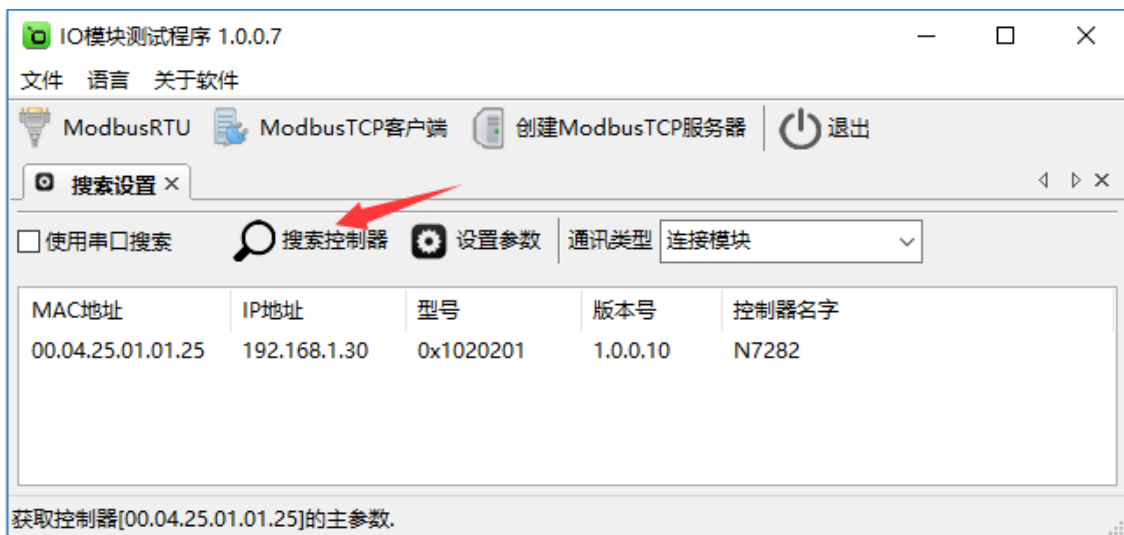 IO模块测试程序 1.0.0.7
文件 语言 关于软件
ModbusRTU ModbusTCP客户端 创建ModbusTCP服务器 退出
搜索设置
使用串口搜索 搜索控制器 设置参数 通讯类型 连接模块
MAC地址 IP地址 型号 版本号 控制器名字
00.04.25.01.01.25 192.168.1.30 0x1020201 1.0.0.10 N7282
获取控制器[00.04.25.01.01.25]的主参数.